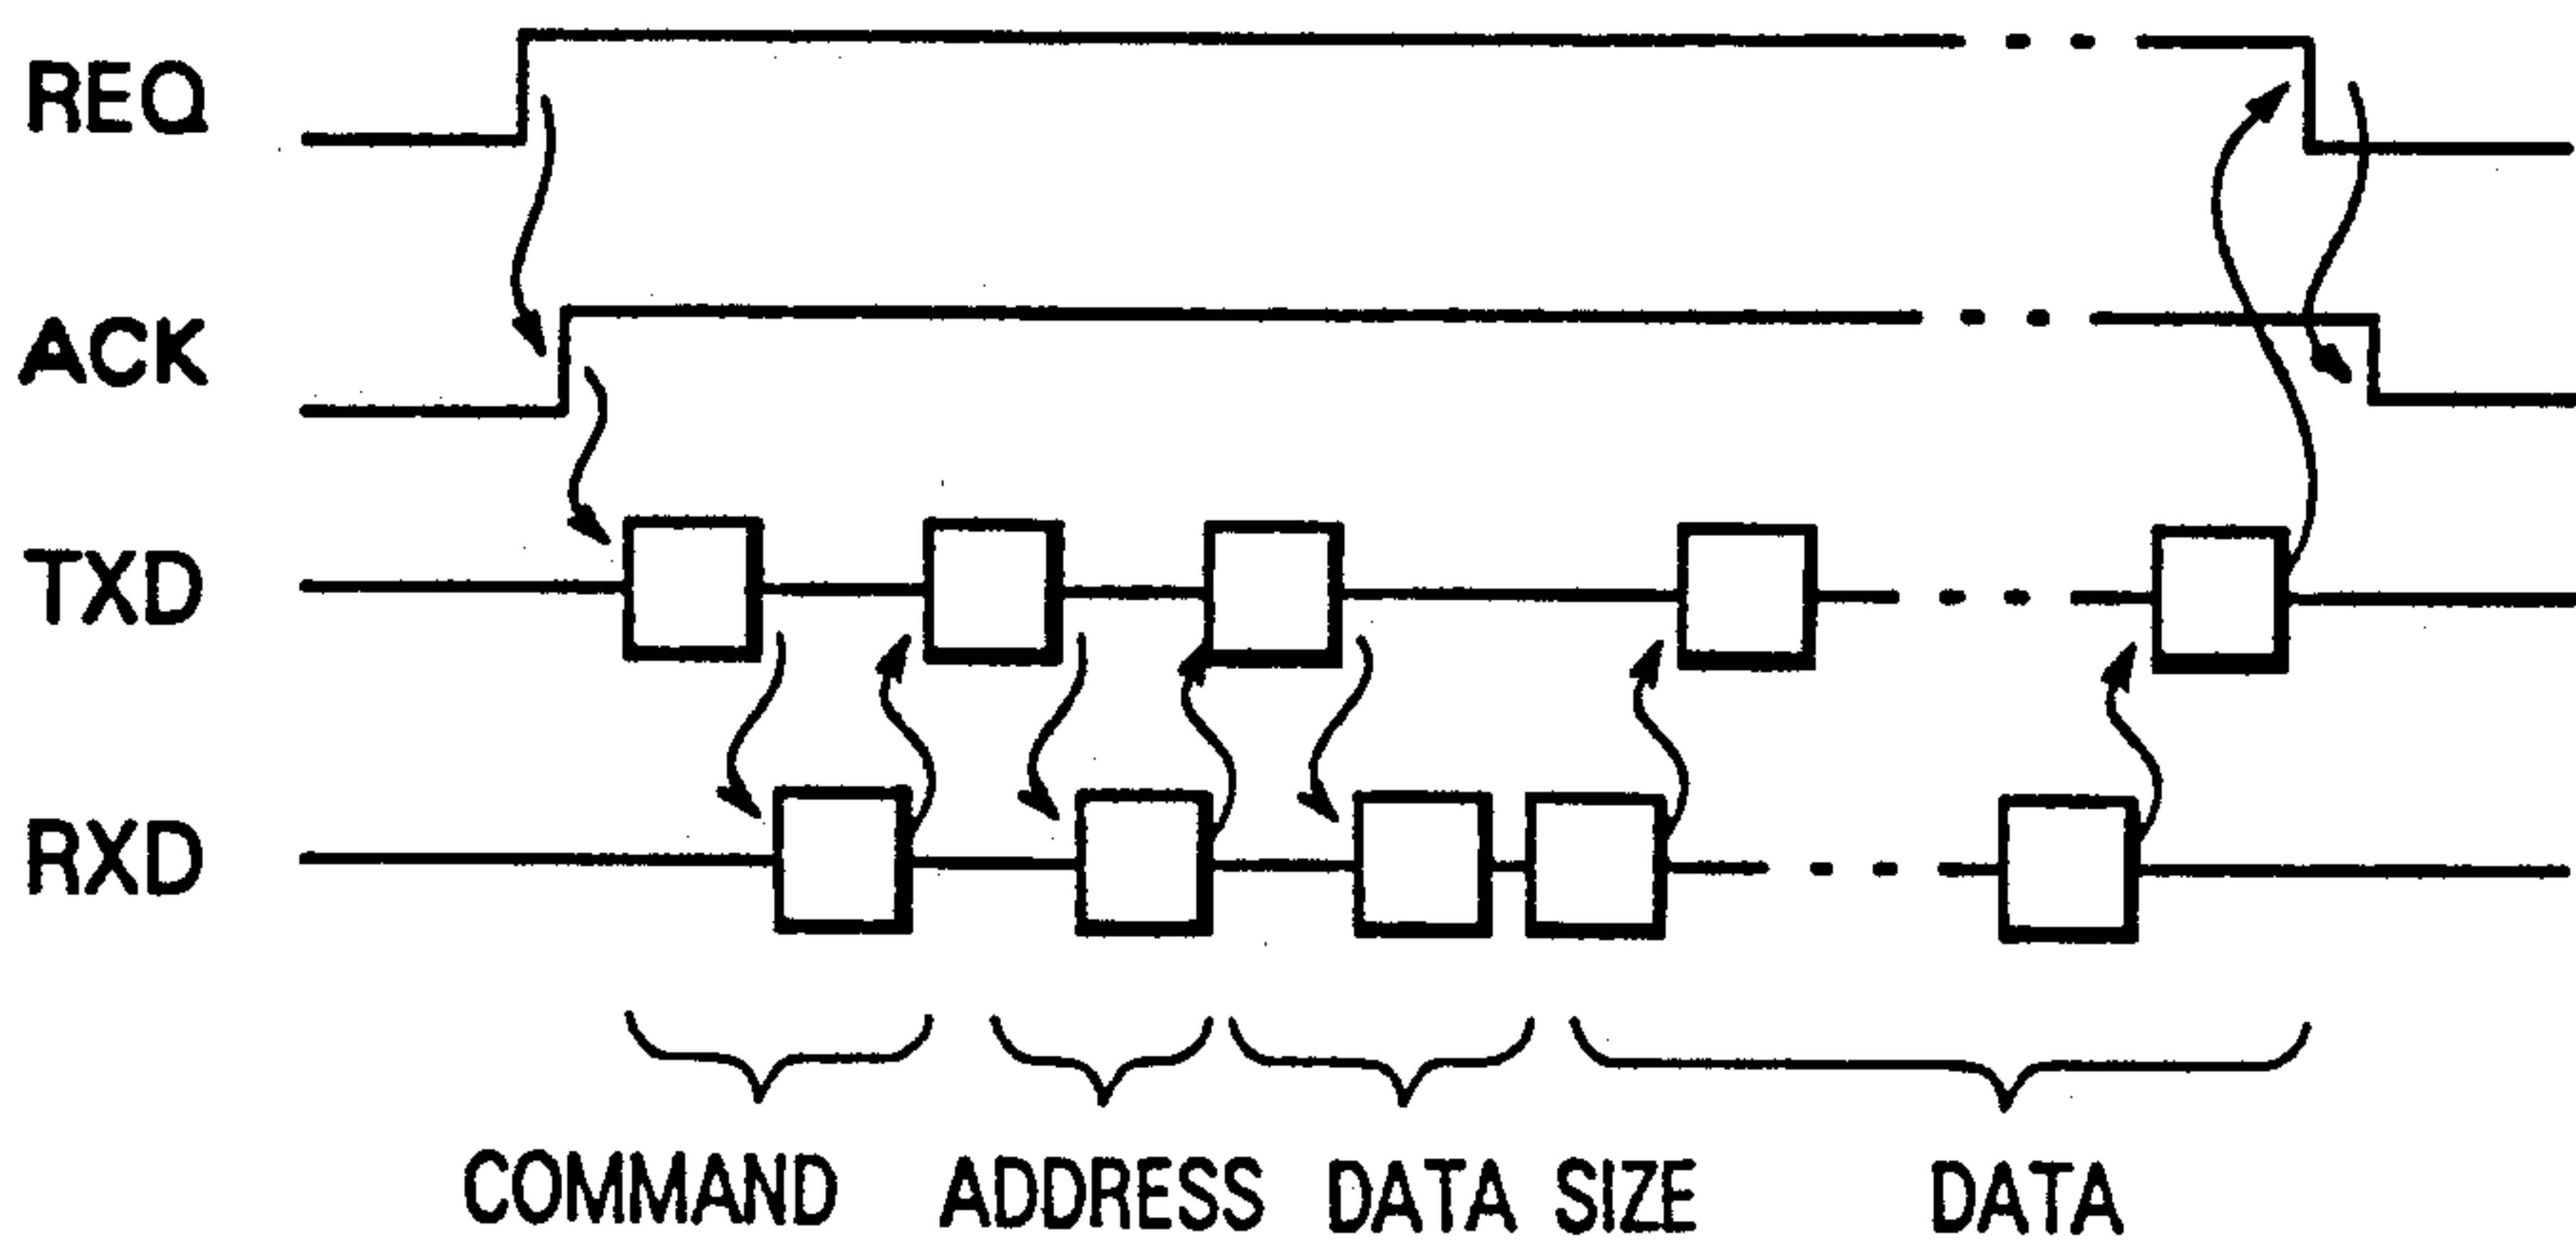 REQ
ACK
TXD
RXD
COMMAND ADDRESS DATA SIZE DATA